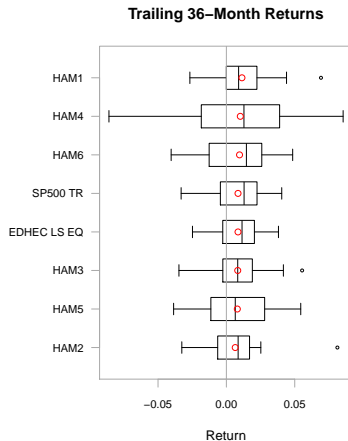 Trailing 36−Month Returns
HAM1
HAM4
HAM6
SP500 TR
EDHEC LS EQ
HAM3
HAM5
HAM2
−0.05 0.00 0.05
Return